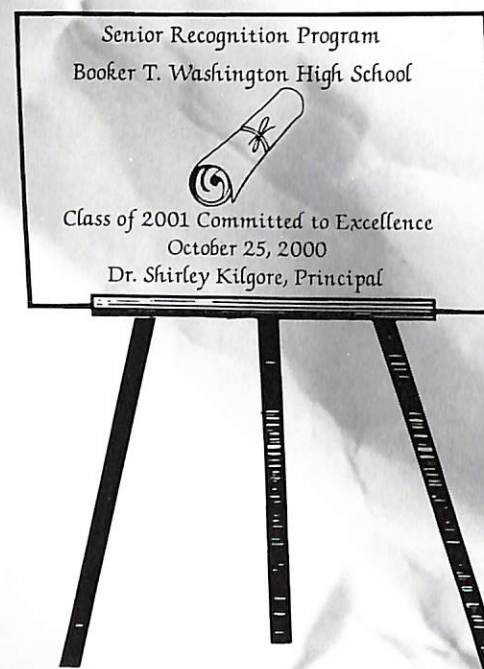 Senior Recognition Program
Booker T. Washington High School
Class of 2001 Committed to Excellence
October 25, 2000
Dr. Shirley Kilgore, Principal